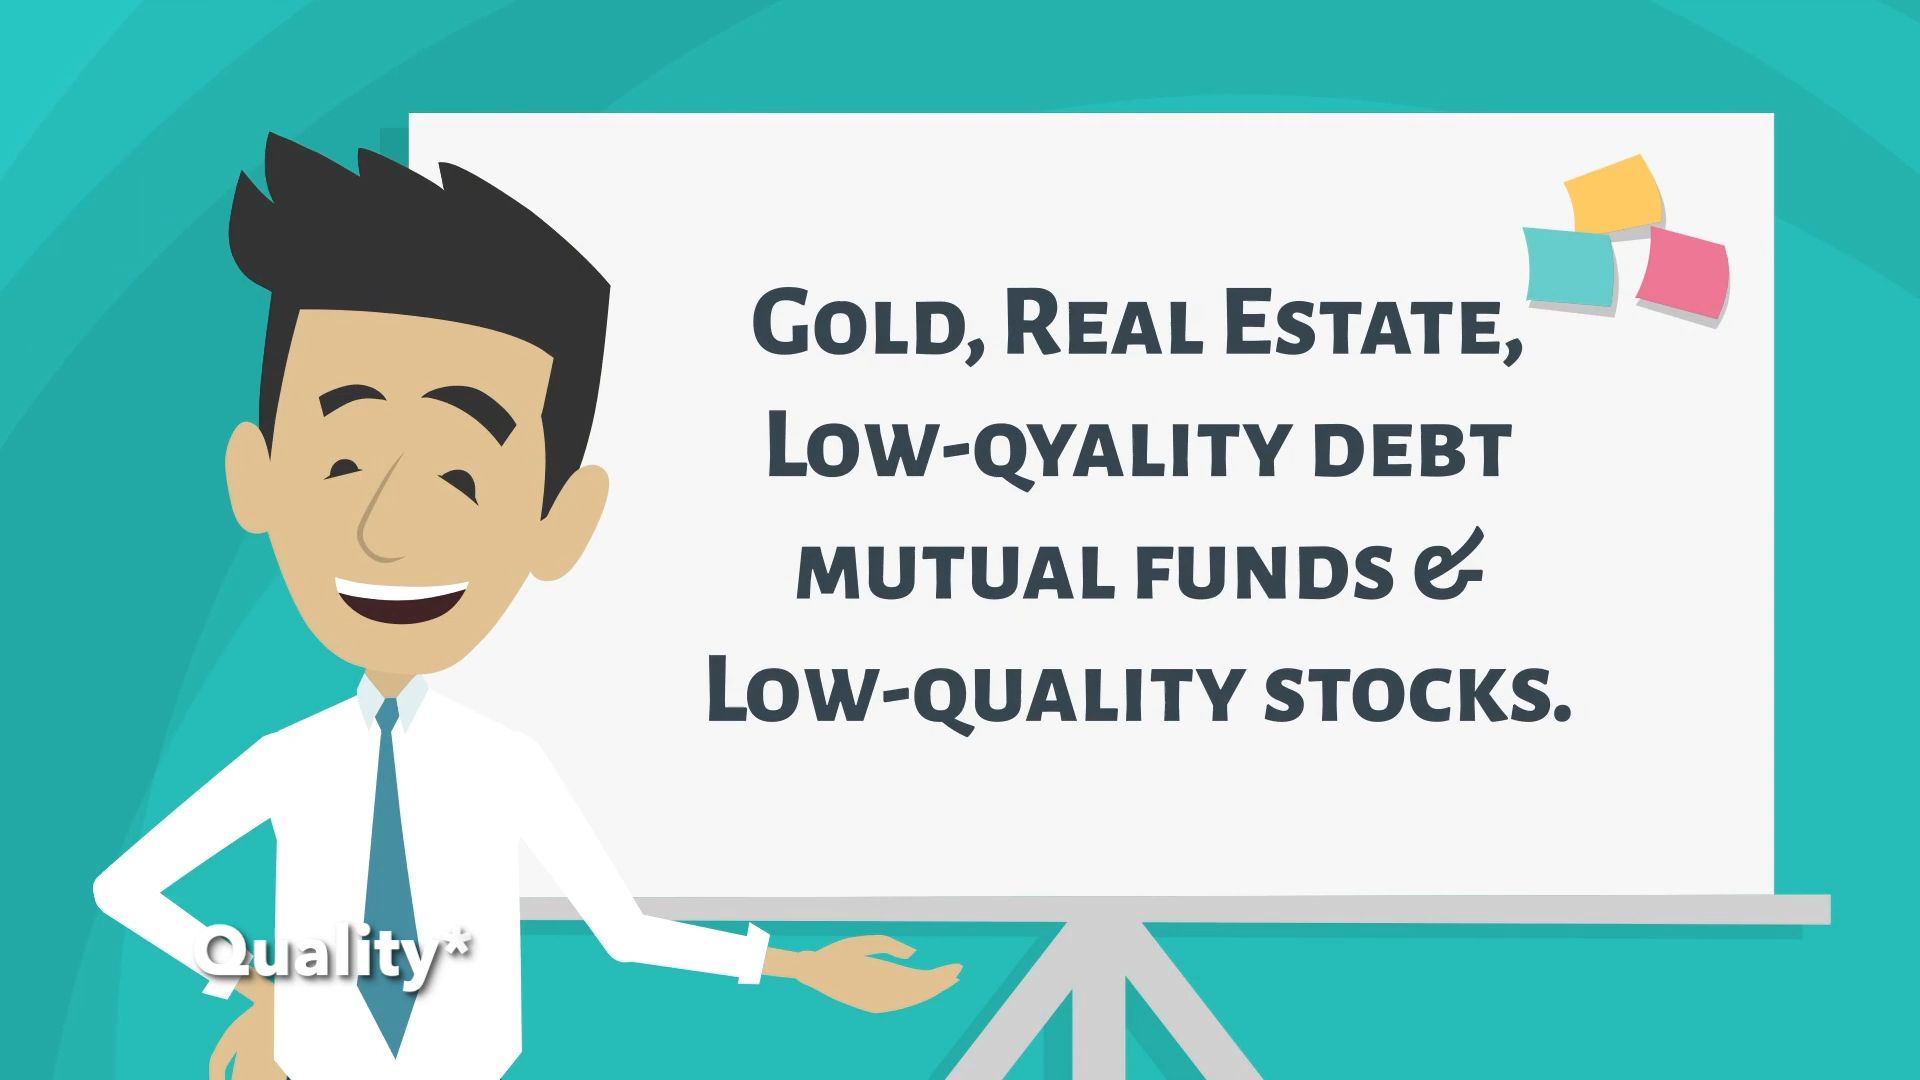 Gold, Real Estate,
Low-qyality debt
mutual funds &
Low-quality stocks.
Quality*